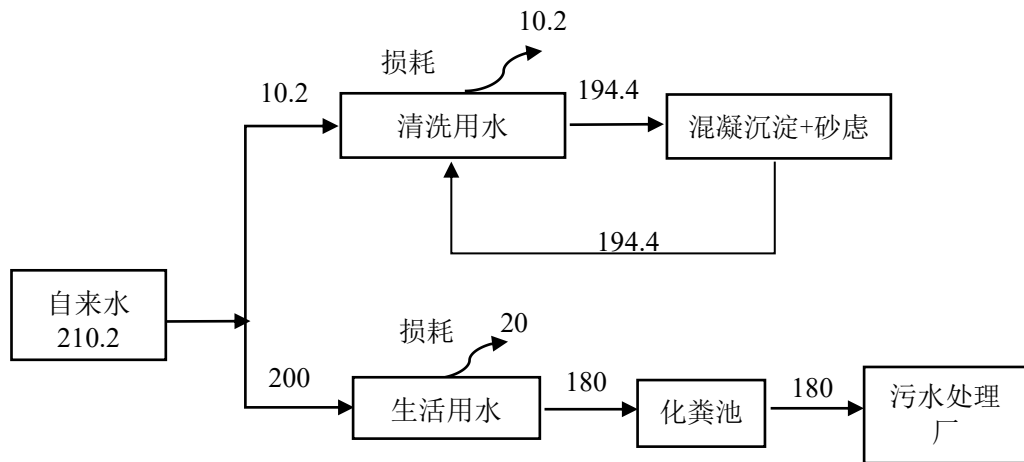 10.2
损耗
10.2
194.4
清洗用水
混凝沉淀+砂虑
194.4
自来水
210.2
损耗
20
200
180
180
生活用水
化粪池
污水处理
厂